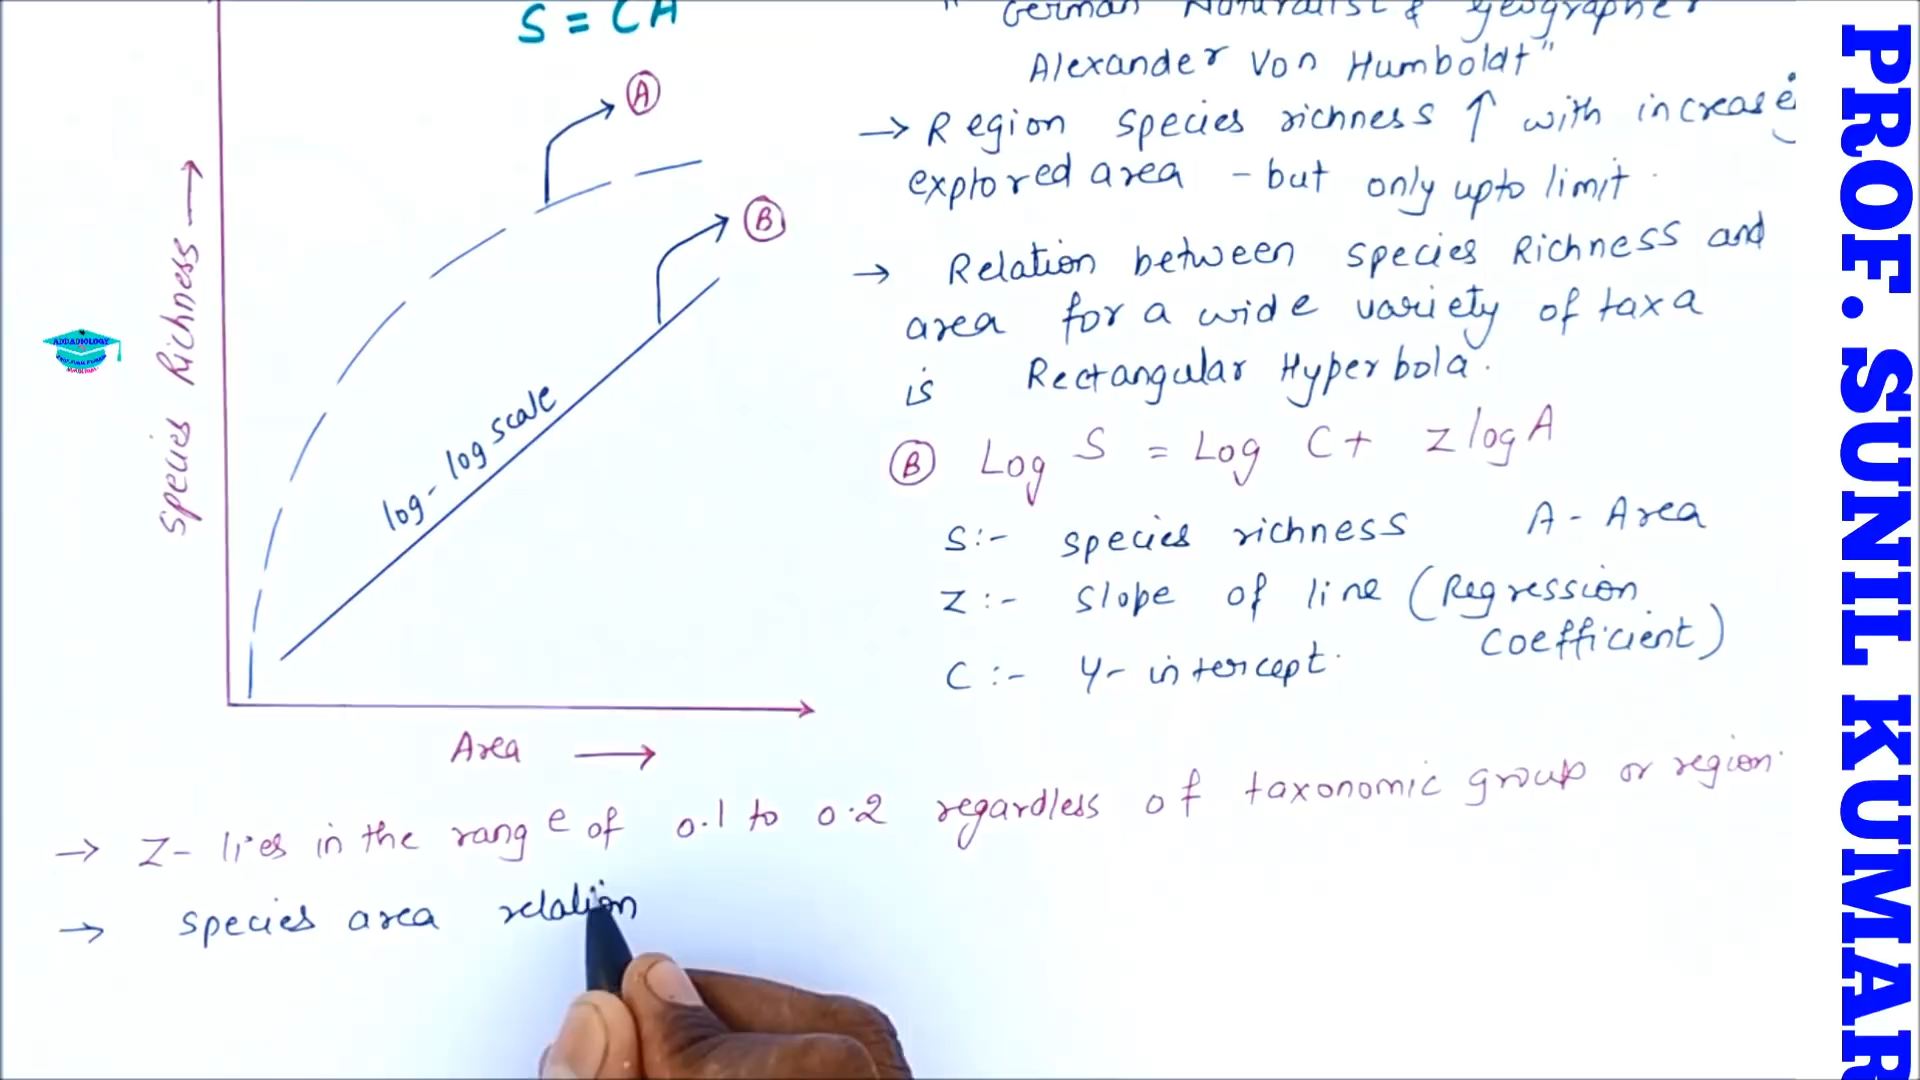 S = CA
German Naturalist & Geographer
Alexander Von Humboldt"
→ Region species richness ↑ with increase
explored area - but only upto limit.
→ Relation between species Richness and
area for a wide variety of taxa
is Rectangular Hyperbola.
Ⓑ Log S = Log C + Z log A
S:- species richness A - Area
Z:- slope of line (Regression
coefficient)
C:- Y-intercept.
Ⓐ
Ⓑ
log - log scale
Species Richness →
Area →
→ Z- lies in the range of 0.1 to 0.2 regardless of taxonomic group or region.
→ species area relation
PROF. SUNIL KUMAR